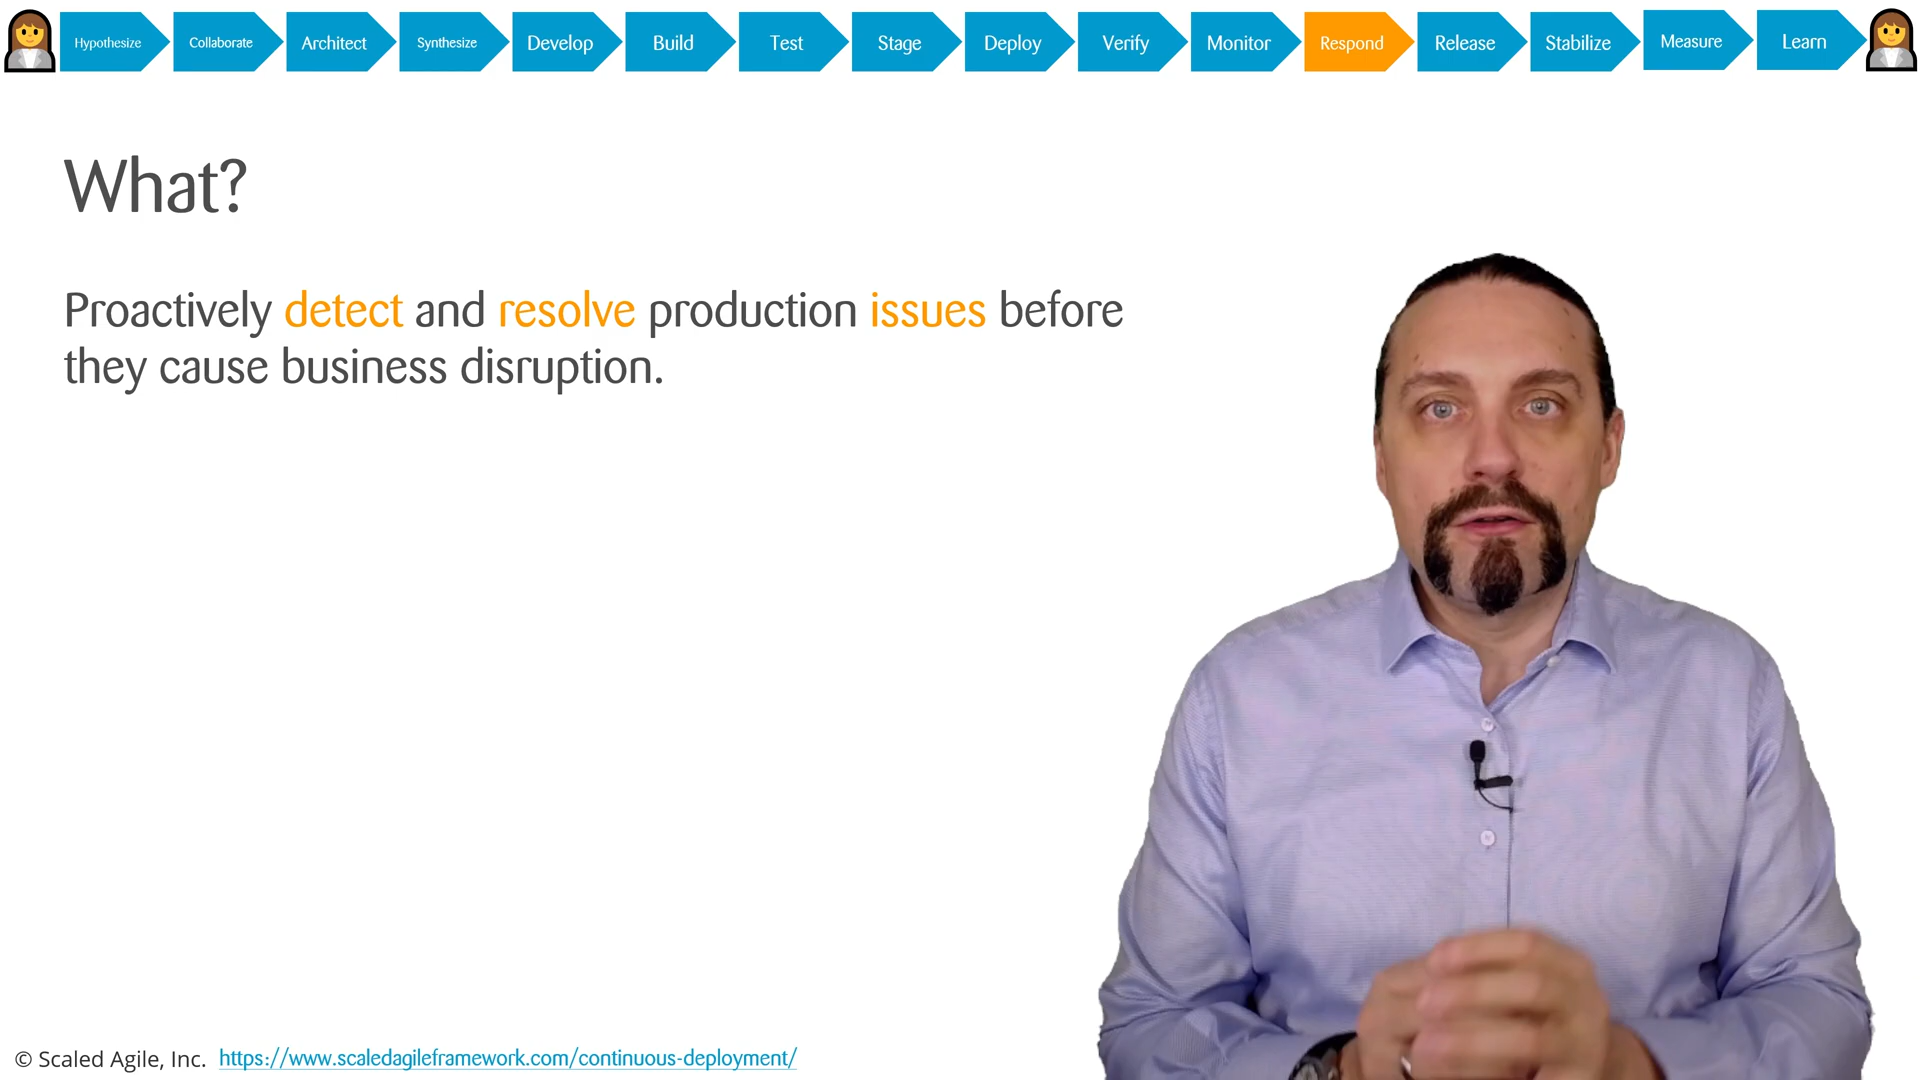 Hypothesize
Collaborate
Architect
Synthesize
Develop
Build
Test
Stage
Deploy
Verify
Monitor
Respond
Release
Stabilize
Measure
Learn
What?
Proactively detect and resolve production issues before
they cause business disruption.
© Scaled Agile, Inc. https://www.scaledagileframework.com/continuous-deployment/